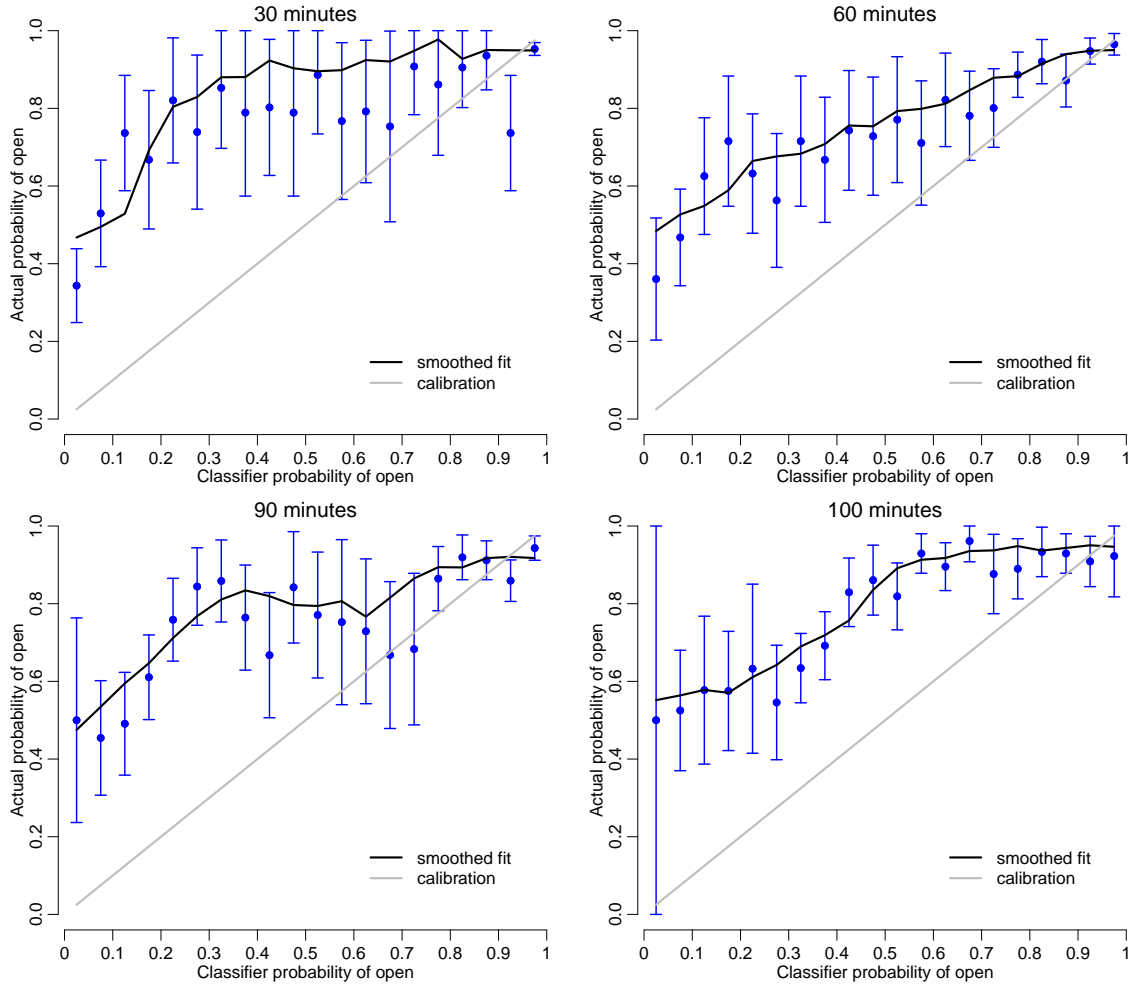 30 minutes
Actual probability of open
0.0 0.2 0.4 0.6 0.8 1.0
smoothed fit
calibration
0 0.1 0.2 0.3 0.4 0.5 0.6 0.7 0.8 0.9 1
Classifier probability of open
60 minutes
Actual probability of open
0.0 0.2 0.4 0.6 0.8 1.0
smoothed fit
calibration
0 0.1 0.2 0.3 0.4 0.5 0.6 0.7 0.8 0.9 1
Classifier probability of open
90 minutes
Actual probability of open
0.0 0.2 0.4 0.6 0.8 1.0
smoothed fit
calibration
0 0.1 0.2 0.3 0.4 0.5 0.6 0.7 0.8 0.9 1
Classifier probability of open
100 minutes
Actual probability of open
0.0 0.2 0.4 0.6 0.8 1.0
smoothed fit
calibration
0 0.1 0.2 0.3 0.4 0.5 0.6 0.7 0.8 0.9 1
Classifier probability of open